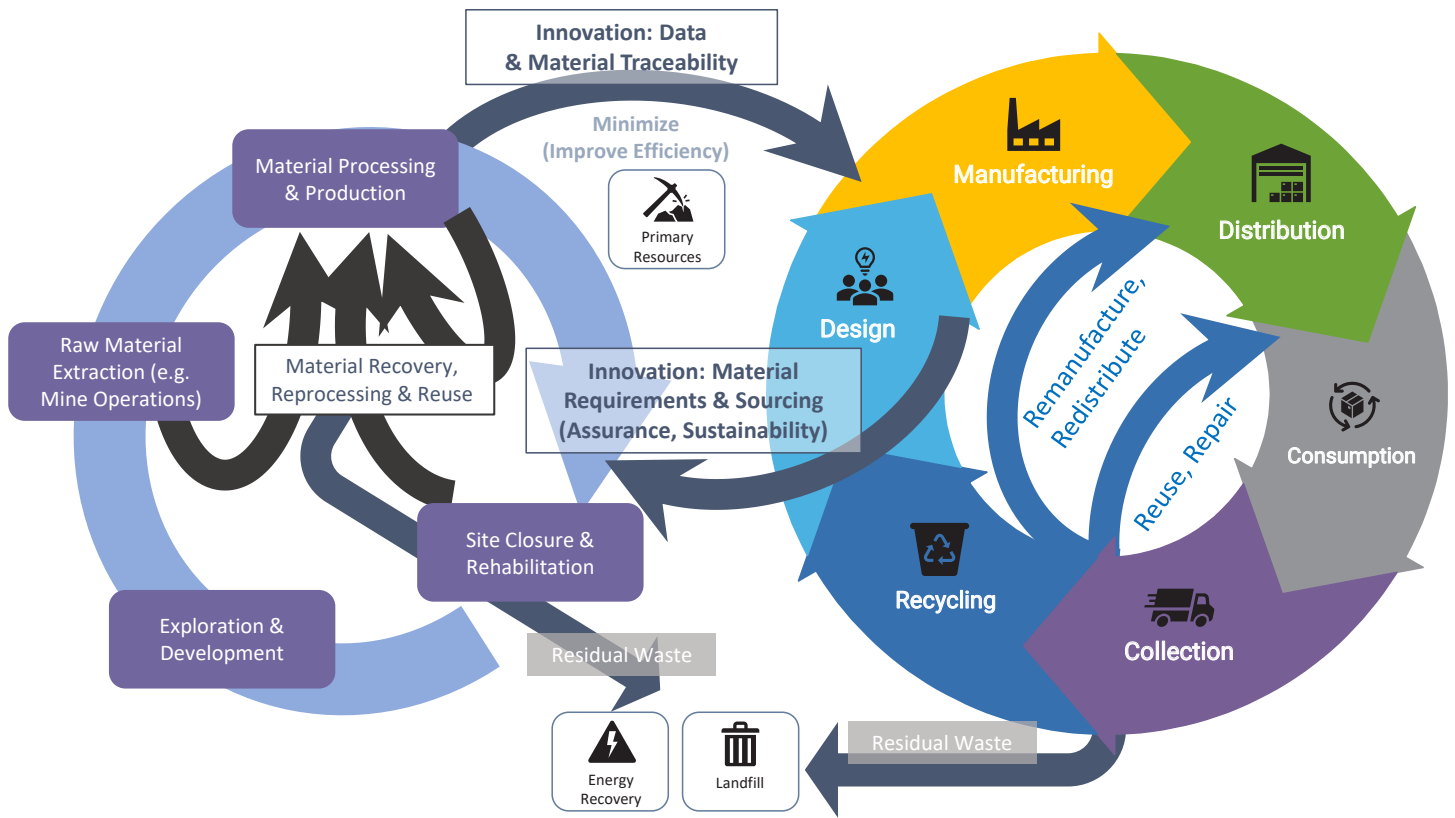 Innovation: Data
& Material Traceability
Minimize
(Improve Efficiency)
Primary
Resources
Material Processing
& Production
Raw Material
Extraction (e.g.
Mine Operations)
Material Recovery,
Reprocessing & Reuse
Innovation: Material
Requirements & Sourcing
(Assurance, Sustainability)
Site Closure &
Rehabilitation
Exploration &
Development
Residual Waste
Energy
Recovery
Landfill
Residual Waste
Manufacturing
Distribution
Design
Remanufacture,
Redistribute
Reuse, Repair
Consumption
Recycling
Collection